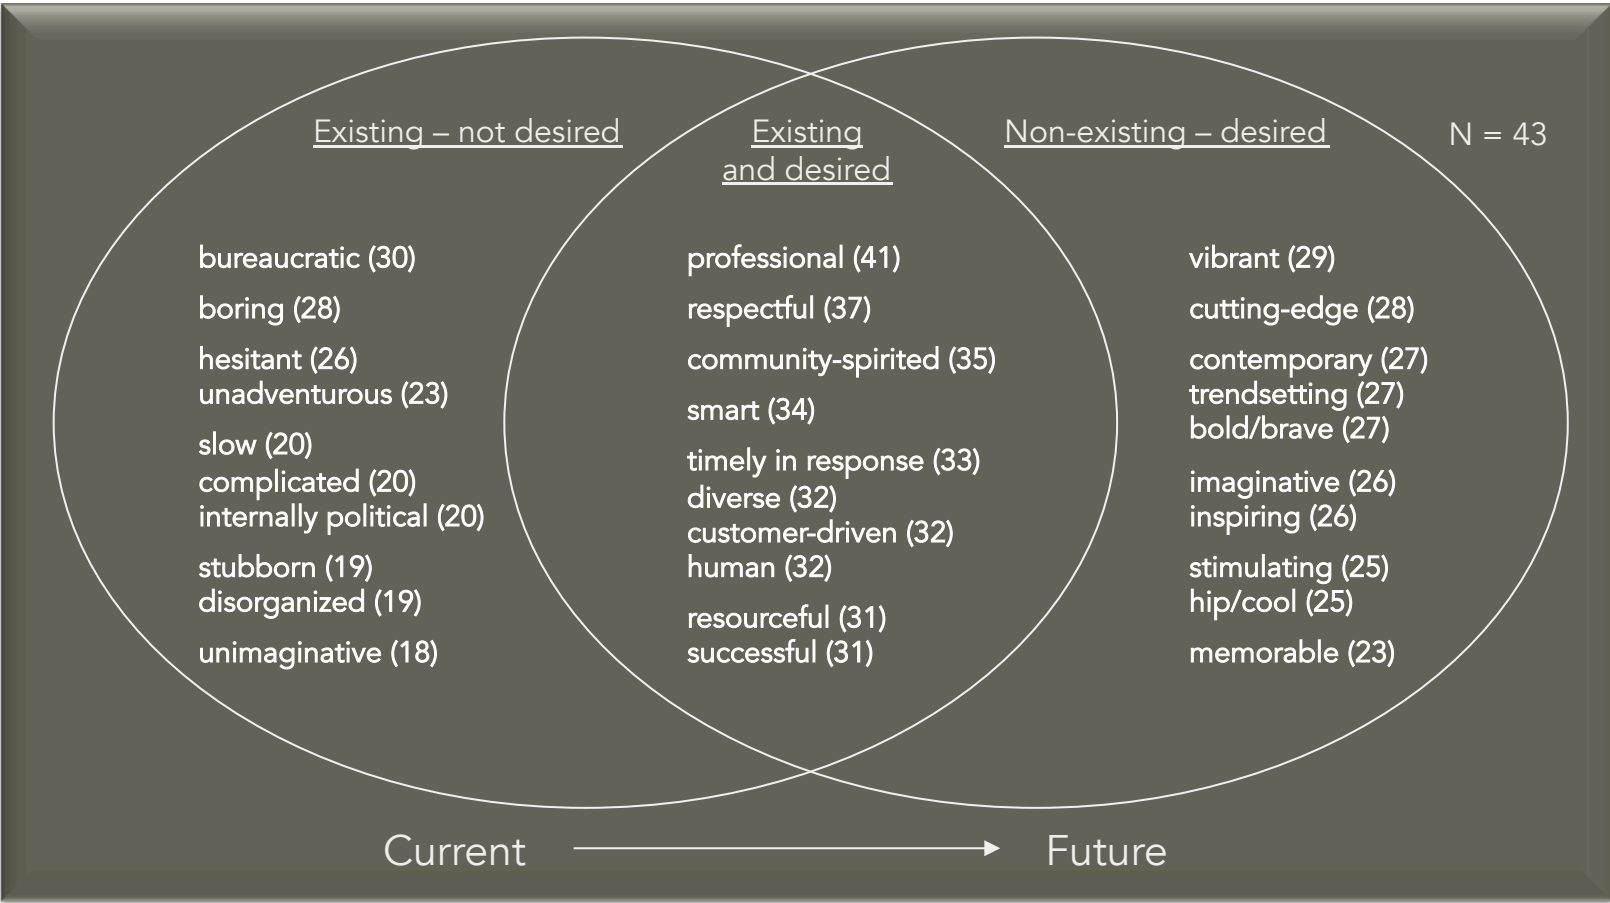 Existing – not desired
Existing
and desired
Non-existing – desired
N = 43
bureaucratic (30)
boring (28)
hesitant (26)
unadventurous (23)
slow (20)
complicated (20)
internally political (20)
stubborn (19)
disorganized (19)
unimaginative (18)
professional (41)
respectful (37)
community-spirited (35)
smart (34)
timely in response (33)
diverse (32)
customer-driven (32)
human (32)
resourceful (31)
successful (31)
vibrant (29)
cutting-edge (28)
contemporary (27)
trendsetting (27)
bold/brave (27)
imaginative (26)
inspiring (26)
stimulating (25)
hip/cool (25)
memorable (23)
Current
Future